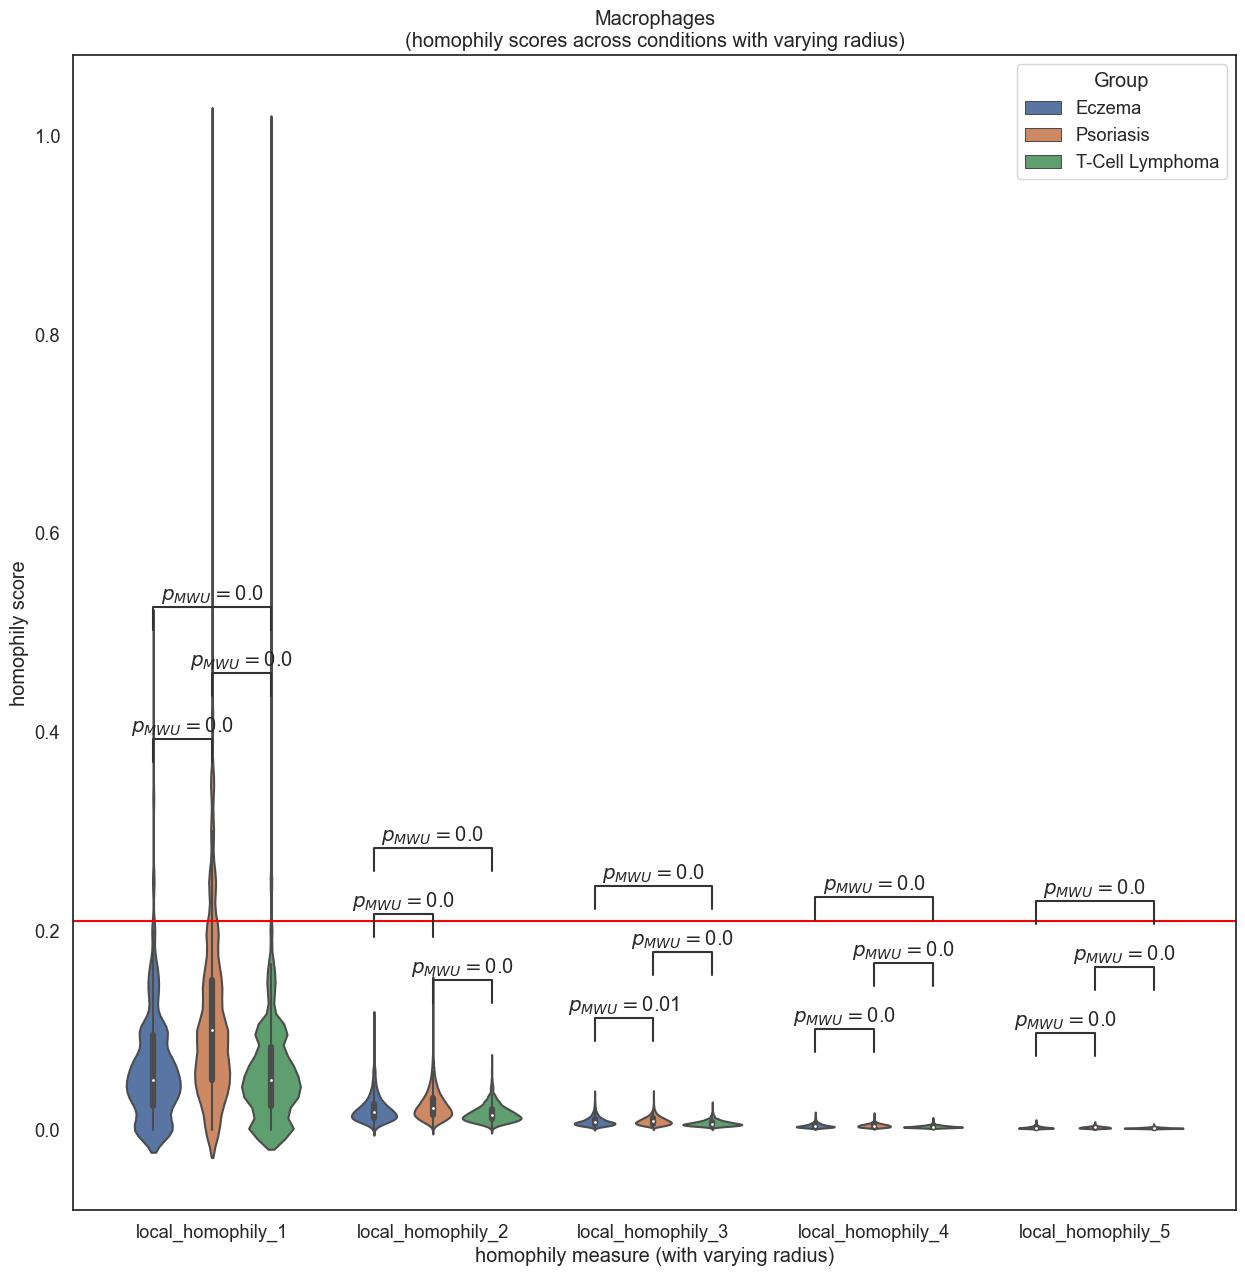 Macrophages
(homophily scores across conditions with varying radius)
Group
Eczema
Psoriasis
T-Cell Lymphoma
homophily score
1.0
0.8
0.6
0.4
0.2
0.0
p_MWU = 0.0
p_MWU = 0.0
p_MWU = 0.0
p_MWU = 0.0
p_MWU = 0.0
p_MWU = 0.0
p_MWU = 0.0
p_MWU = 0.0
p_MWU = 0.01
p_MWU = 0.0
p_MWU = 0.0
p_MWU = 0.0
p_MWU = 0.0
p_MWU = 0.0
p_MWU = 0.0
local_homophily_1
local_homophily_2
local_homophily_3
local_homophily_4
local_homophily_5
homophily measure (with varying radius)